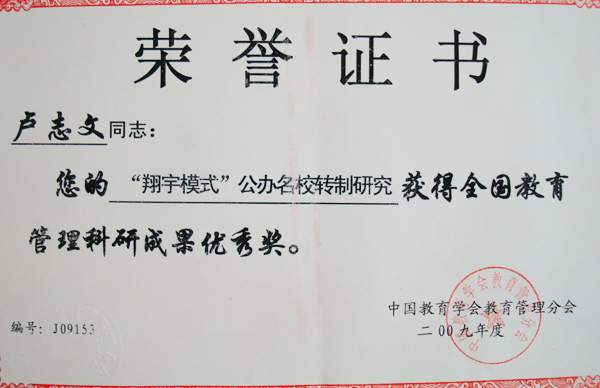 荣誉证书
卢志文同志：
您的 “翔宇模式”公办名校转制研究 获得全国教育
管理科研成果优秀奖。
中国教育学会教育管理分会
编号：J09153
二00九年度